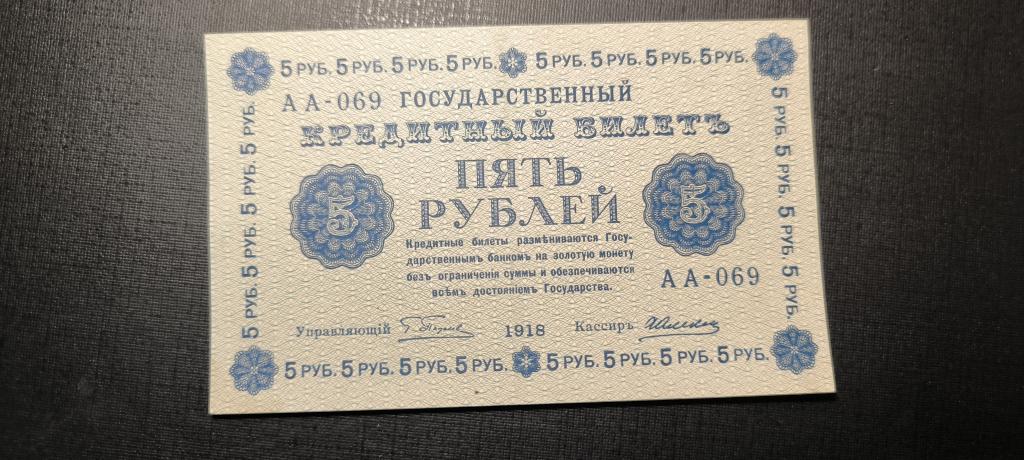 5 РУБ. 5 РУБ. 5 РУБ. 5 РУБ. 5 РУБ. 5 РУБ. 5 РУБ. 5 РУБ.
АА-069 ГОСУДАРСТВЕННЫЙ
КРЕДИТНЫЙ БИЛЕТЪ
ПЯТЬ
5 РУБЛЕЙ 5
Кредитные билеты размѣниваются Госу-
дарственнымъ банкомъ на золотую монету
безъ ограниченія суммы и обезпечиваются
всѣмъ достояніемъ Государства.
АА-069
Управляющій 1918 Кассиръ
5 РУБ. 5 РУБ. 5 РУБ. 5 РУБ. 5 РУБ. 5 РУБ. 5 РУБ. 5 РУБ.
5 РУБ. 5 РУБ. 5 РУБ. 5 РУБ.
5 РУБ. 5 РУБ. 5 РУБ. 5 РУБ.